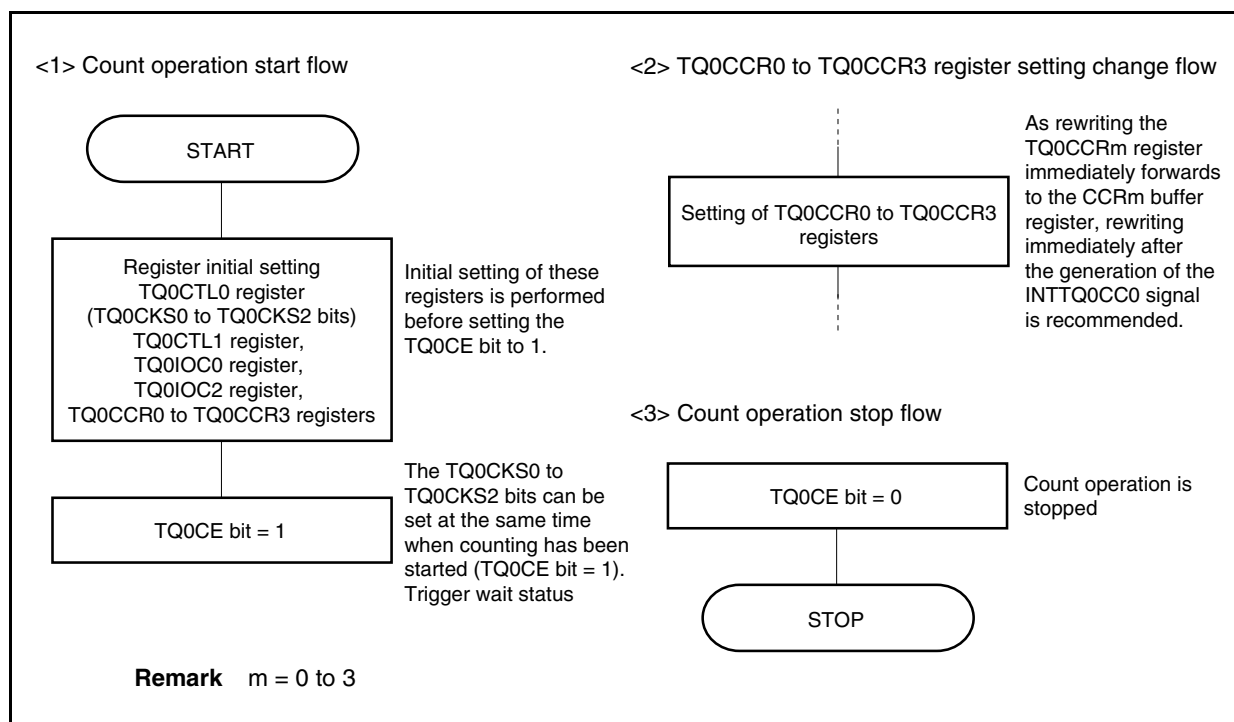 <1> Count operation start flow
START
Register initial setting
TQ0CTL0 register
(TQ0CKS0 to TQ0CKS2 bits)
TQ0CTL1 register,
TQ0IOC0 register,
TQ0IOC2 register,
TQ0CCR0 to TQ0CCR3 registers
Initial setting of these
registers is performed
before setting the
TQ0CE bit to 1.
TQ0CE bit = 1
The TQ0CKS0 to
TQ0CKS2 bits can be
set at the same time
when counting has been
started (TQ0CE bit = 1).
Trigger wait status
<2> TQ0CCR0 to TQ0CCR3 register setting change flow
Setting of TQ0CCR0 to TQ0CCR3
registers
As rewriting the
TQ0CCRm register
immediately forwards
to the CCRm buffer
register, rewriting
immediately after
the generation of the
INTTQ0CC0 signal
is recommended.
<3> Count operation stop flow
TQ0CE bit = 0
Count operation is
stopped
STOP
Remark m = 0 to 3